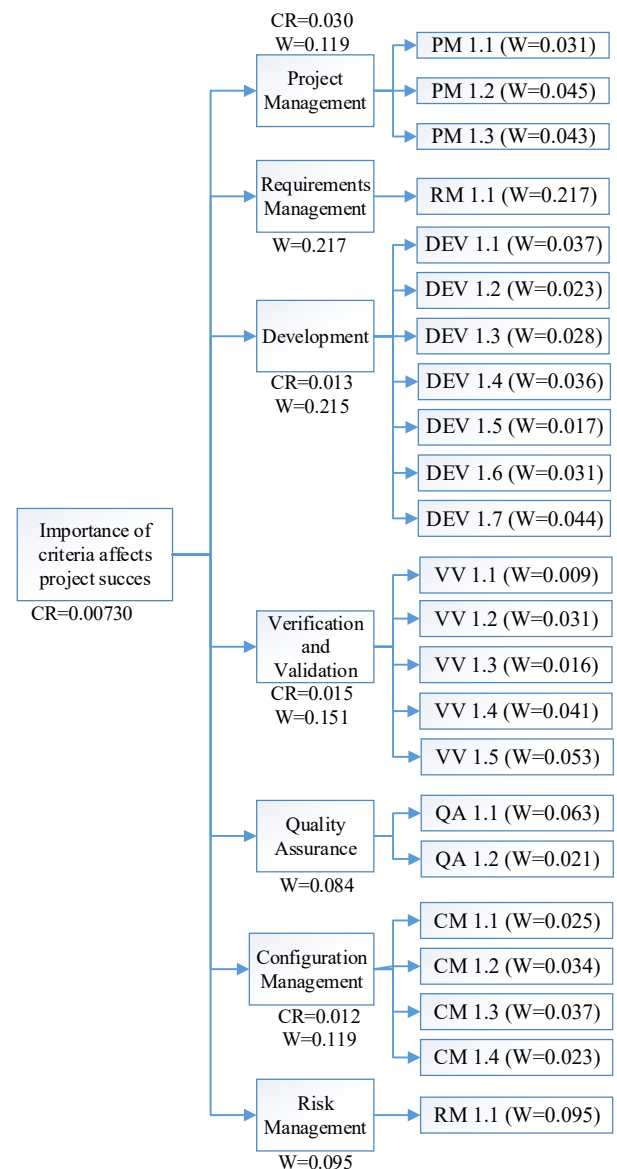 CR=0.030
W=0.119
Project
Management
PM 1.1 (W=0.031)
PM 1.2 (W=0.045)
PM 1.3 (W=0.043)
Requirements
Management
W=0.217
RM 1.1 (W=0.217)
Development
CR=0.013
W=0.215
DEV 1.1 (W=0.037)
DEV 1.2 (W=0.023)
DEV 1.3 (W=0.028)
DEV 1.4 (W=0.036)
DEV 1.5 (W=0.017)
DEV 1.6 (W=0.031)
DEV 1.7 (W=0.044)
Importance of
criteria affects
project succes
CR=0.00730
Verification
and
Validation
CR=0.015
W=0.151
VV 1.1 (W=0.009)
VV 1.2 (W=0.031)
VV 1.3 (W=0.016)
VV 1.4 (W=0.041)
VV 1.5 (W=0.053)
Quality
Assurance
W=0.084
QA 1.1 (W=0.063)
QA 1.2 (W=0.021)
Configuration
Management
CR=0.012
W=0.119
CM 1.1 (W=0.025)
CM 1.2 (W=0.034)
CM 1.3 (W=0.037)
CM 1.4 (W=0.023)
Risk
Management
W=0.095
RM 1.1 (W=0.095)